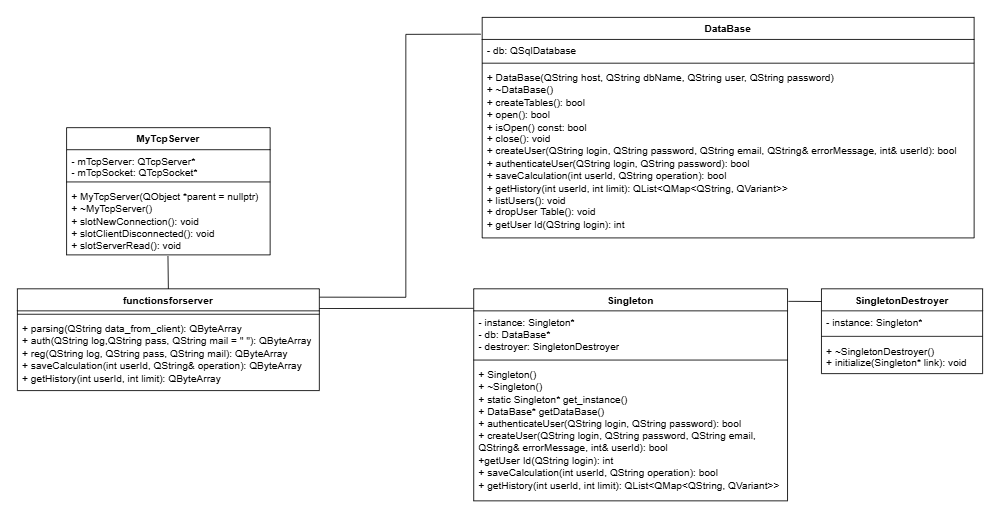 DataBase
- db: QSqlDatabase
+ DataBase(QString host, QString dbName, QString user, QString password)
+ ~DataBase()
+ createTables(): bool
+ open(): bool
+ isOpen() const: bool
+ close(): void
+ createUser(QString login, QString password, QString email, QString& errorMessage, int& userId): bool
+ authenticateUser(QString login, QString password): bool
+ saveCalculation(int userId, QString operation): bool
+ getHistory(int userId, int limit): QList<QMap<QString, QVariant>>
+ listUsers(): void
+ dropUser Table(): void
+ getUser Id(QString login): int
MyTcpServer
- mTcpServer: QTcpServer*
- mTcpSocket: QTcpSocket*
+ MyTcpServer(QObject *parent = nullptr)
+ ~MyTcpServer()
+ slotNewConnection(): void
+ slotClientDisconnected(): void
+ slotServerRead(): void
functionsforserver
+ parsing(QString data_from_client): QByteArray
+ auth(QString log,QString pass, QString mail = " "): QByteArray
+ reg(QString log, QString pass, QString mail): QByteArray
+ saveCalculation(int userId, QString& operation): QByteArray
+ getHistory(int userId, int limit): QByteArray
Singleton
- instance: Singleton*
- db: DataBase*
- destroyer: SingletonDestroyer
+ Singleton()
+ ~Singleton()
+ static Singleton* get_instance()
+ DataBase* getDataBase()
+ authenticateUser(QString login, QString password): bool
+ createUser(QString login, QString password, QString email,
QString& errorMessage, int& userId): bool
+getUser Id(QString login): int
+ saveCalculation(int userId, QString operation): bool
+ getHistory(int userId, int limit): QList<QMap<QString, QVariant>>
SingletonDestroyer
- instance: Singleton*
+ ~SingletonDestroyer()
+ initialize(Singleton* link): void